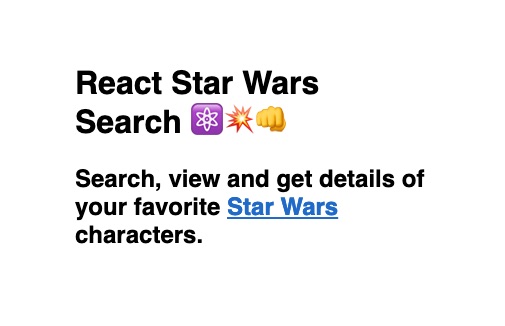 React Star Wars
Search ⚛️💥👊
Search, view and get details of
your favorite Star Wars
characters.